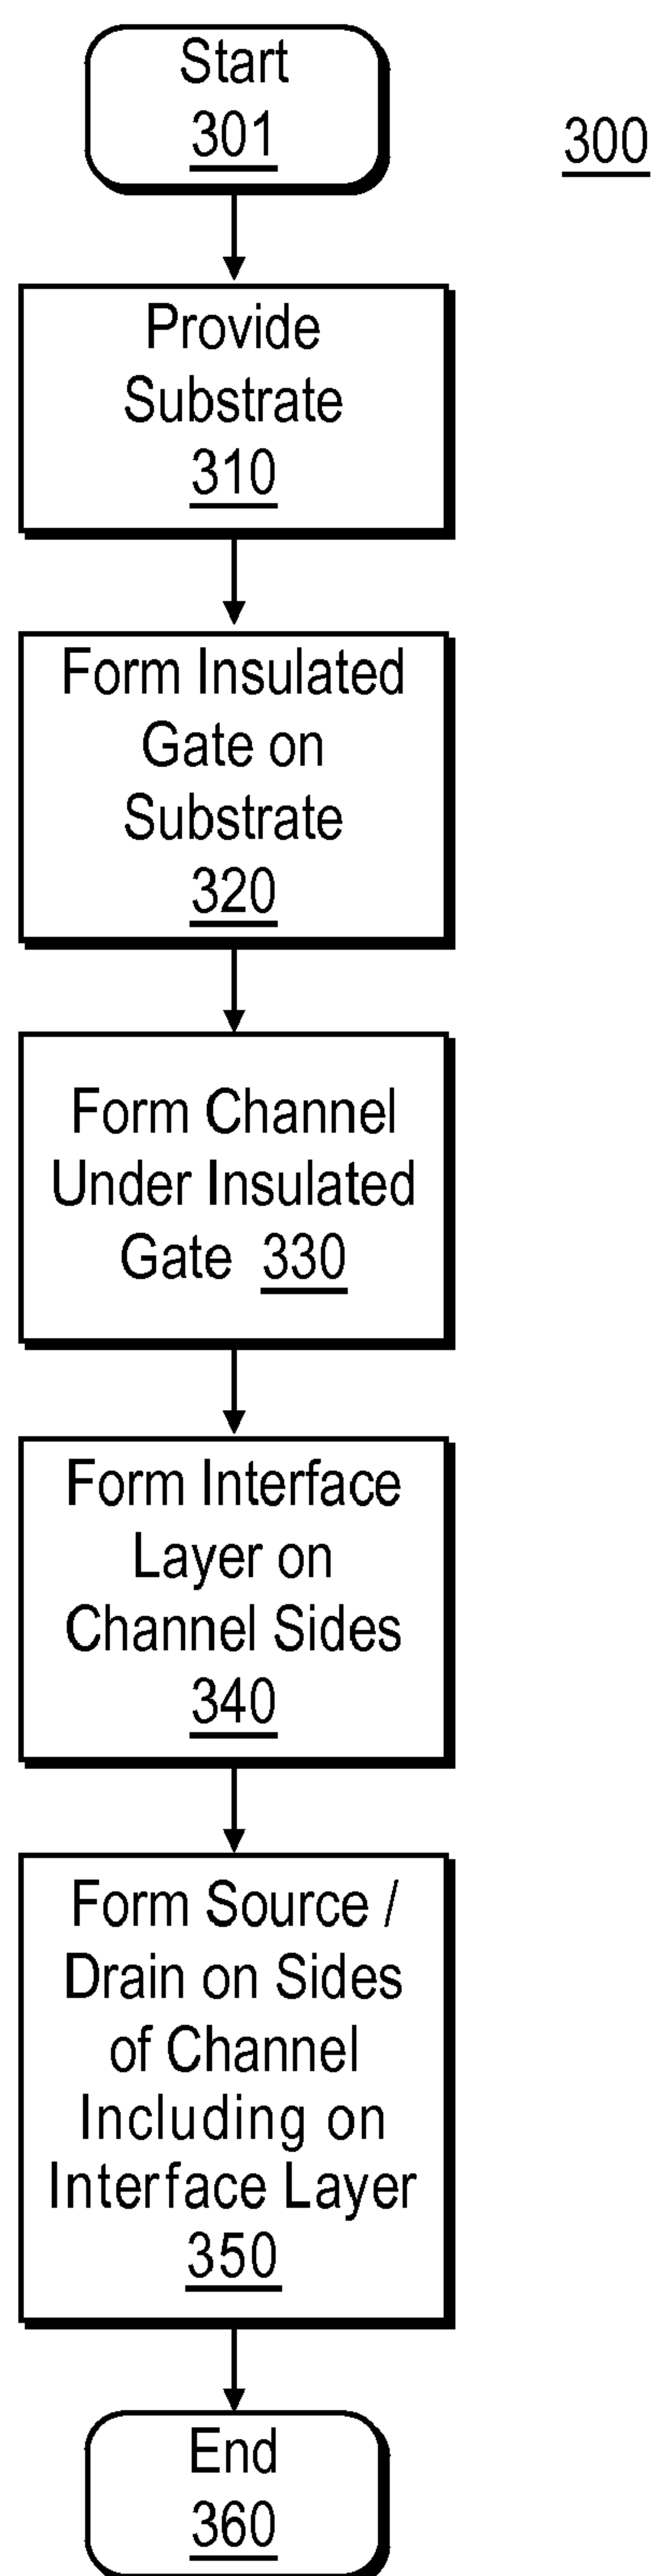 Start
301
300
Provide
Substrate
310
Form Insulated
Gate on
Substrate
320
Form Channel
Under Insulated
Gate 330
Form Interface
Layer on
Channel Sides
340
Form Source /
Drain on Sides
of Channel
Including on
Interface Layer
350
End
360